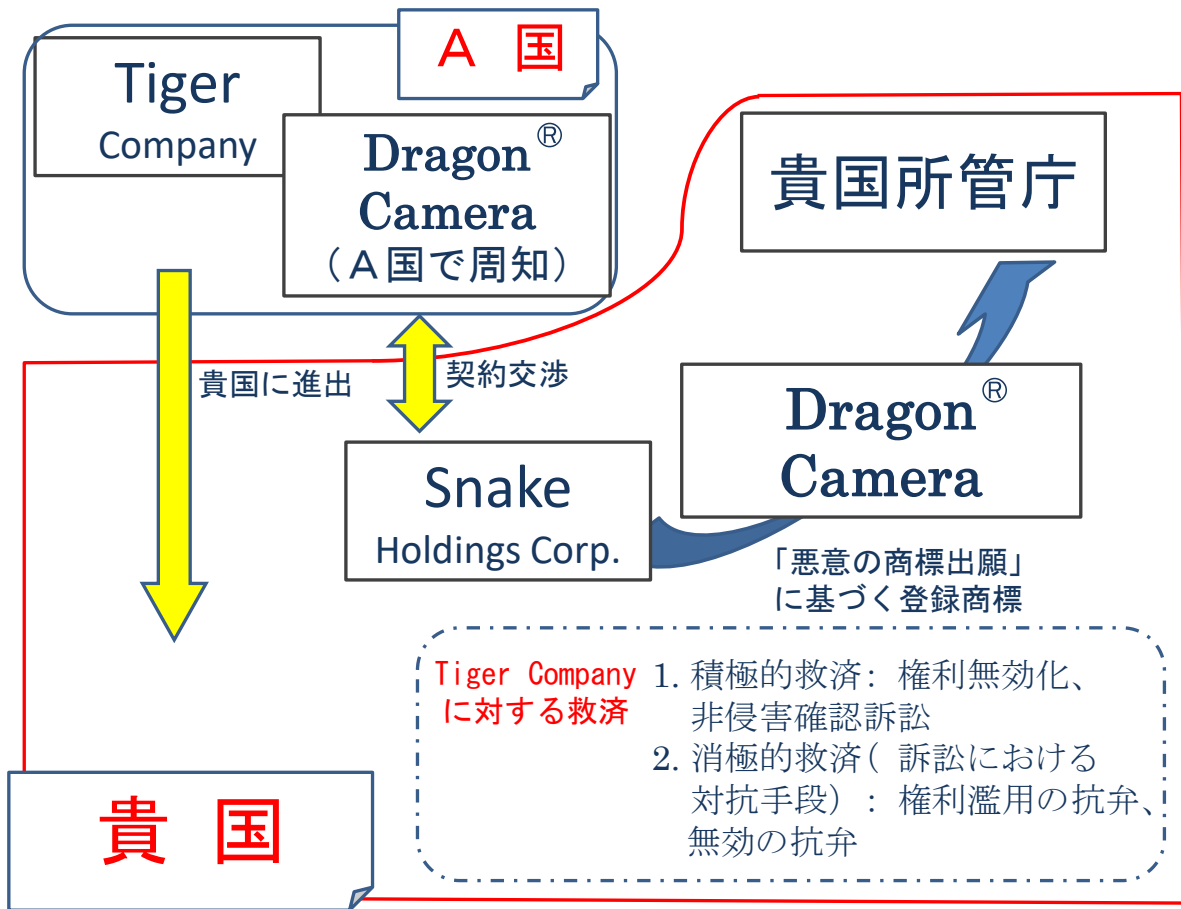 A 国
Tiger
Company
Dragon®
Camera
(A国で周知)
貴国所管庁
貴国に進出
契約交渉
Snake
Holdings Corp.
Dragon®
Camera
「悪意の商標出願」
に基づく登録商標
Tiger Company
に対する救済
1. 積極的救済: 権利無効化、
非侵害確認訴訟
2. 消極的救済( 訴訟における
対抗手段) : 権利濫用の抗弁、
無効の抗弁
貴 国